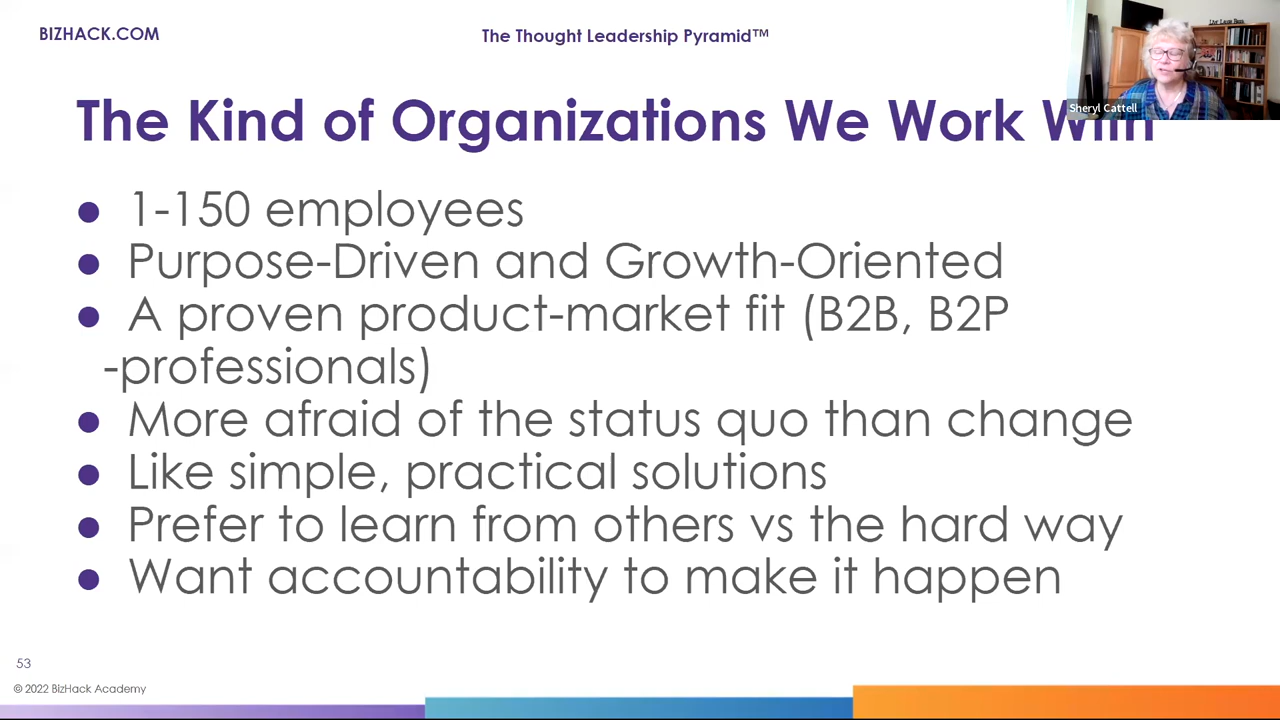 BIZHACK.COM
The Thought Leadership Pyramid™
Sheryl Cattell
The Kind of Organizations We Work With
● 1-150 employees
● Purpose-Driven and Growth-Oriented
● A proven product-market fit (B2B, B2P
-professionals)
● More afraid of the status quo than change
● Like simple, practical solutions
● Prefer to learn from others vs the hard way
● Want accountability to make it happen
53
© 2022 BizHack Academy